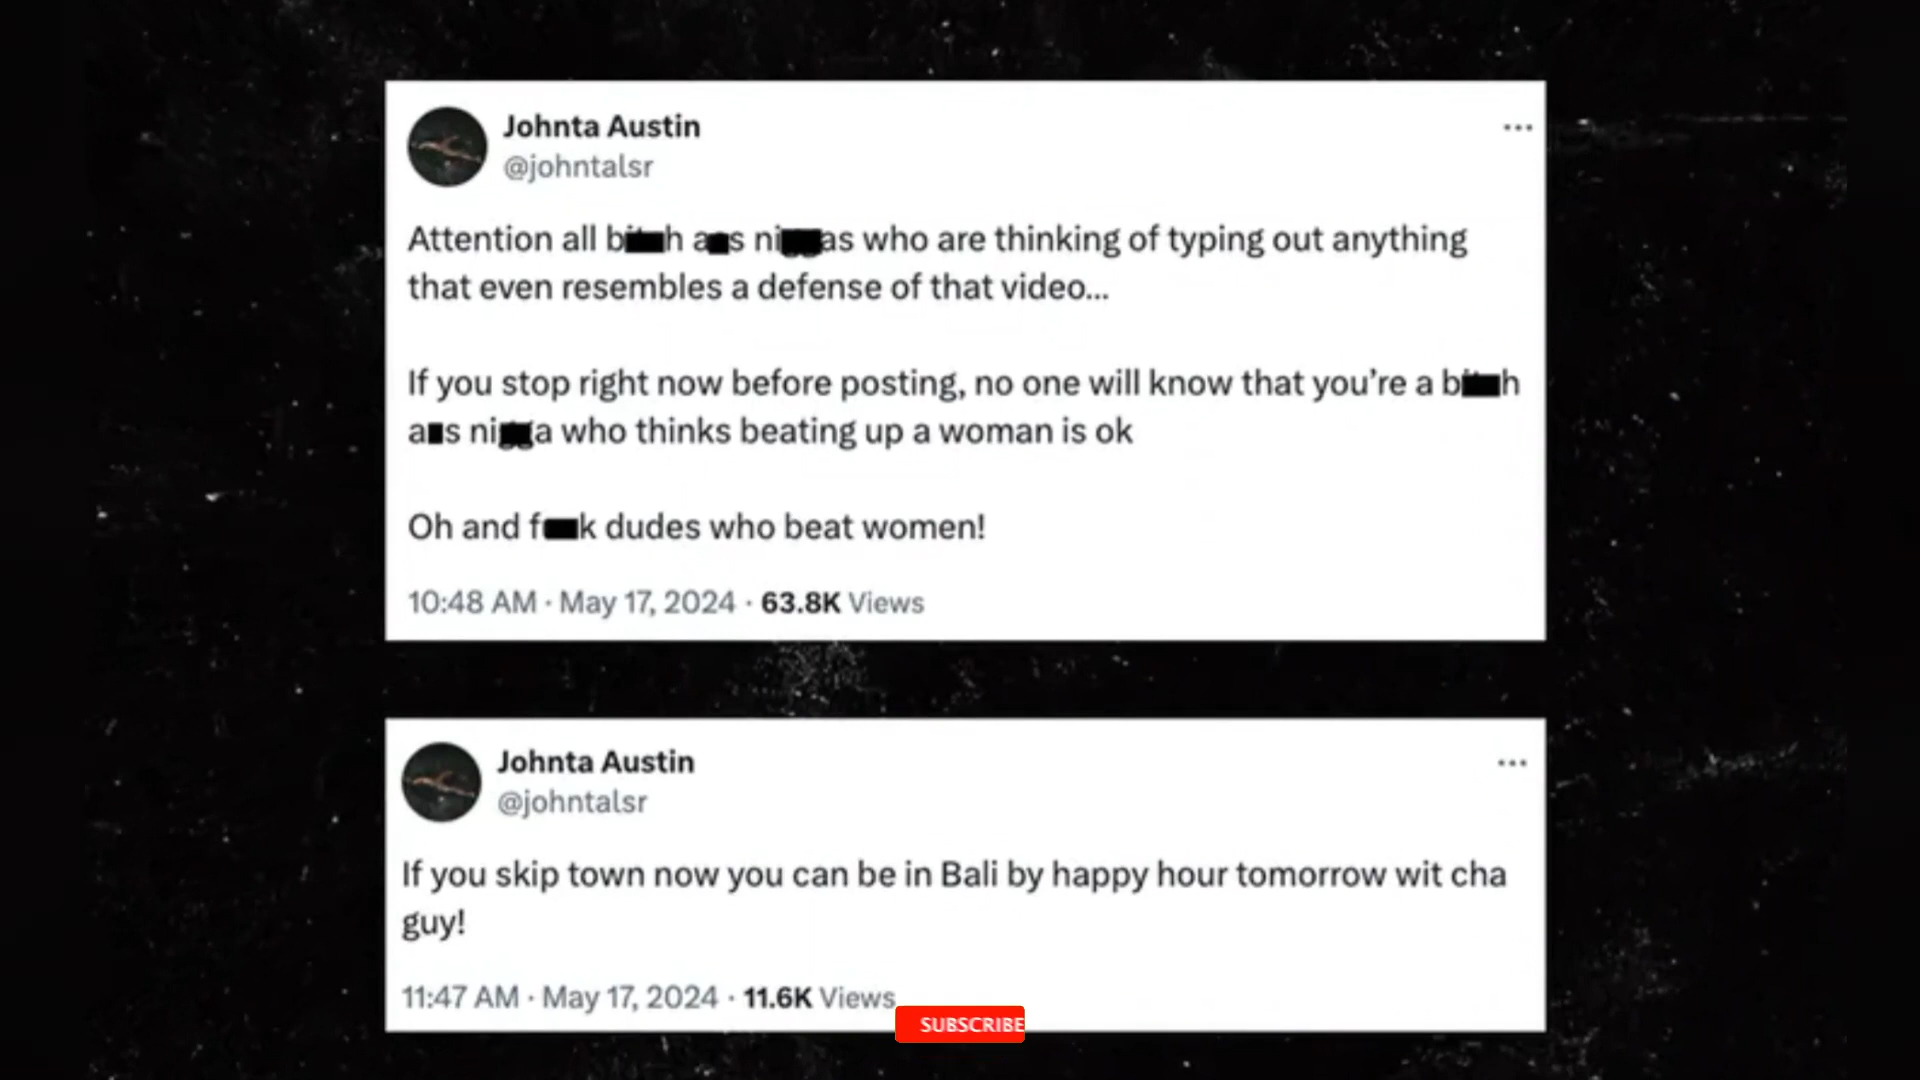 Johnta Austin
@johntalsr
Attention all b███h a█s ni██as who are thinking of typing out anything
that even resembles a defense of that video...
If you stop right now before posting, no one will know that you're a b███h
a█s ni██a who thinks beating up a woman is ok
Oh and f██k dudes who beat women!
10:48 AM · May 17, 2024 · 63.8K Views
Johnta Austin
@johntalsr
If you skip town now you can be in Bali by happy hour tomorrow wit cha
guy!
11:47 AM · May 17, 2024 · 11.6K Views
SUBSCRIBE